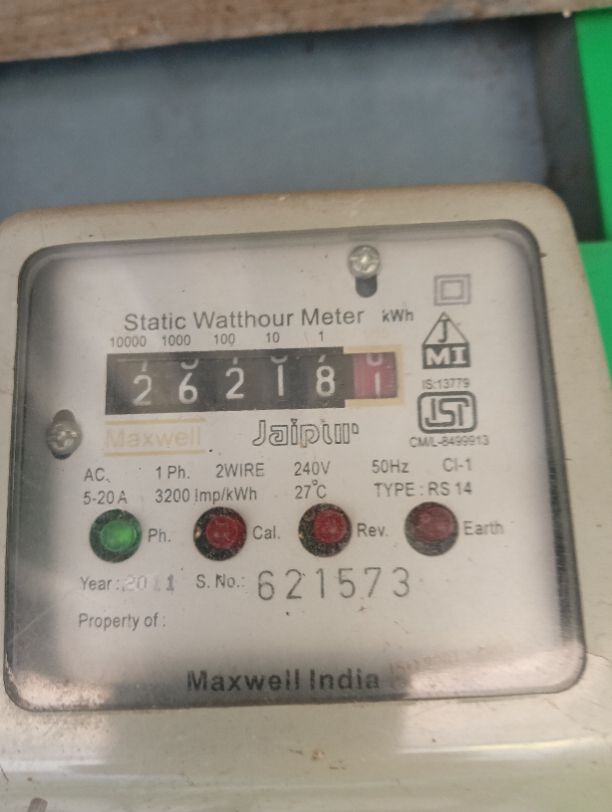 Static Watthour Meter kWh
10000 1000 100 10 1
2 6 2 1 8 1
J
MI
IS:13779
ISI
CM/L-8499913
Maxwell Jaipur
AC, 1 Ph. 2WIRE 240V 50Hz Cl-1
5-20 A 3200 imp/kWh 27°C TYPE : RS 14
Ph. Cal. Rev. Earth
Year : 2011 S. No.: 621573
Property of :
Maxwell India